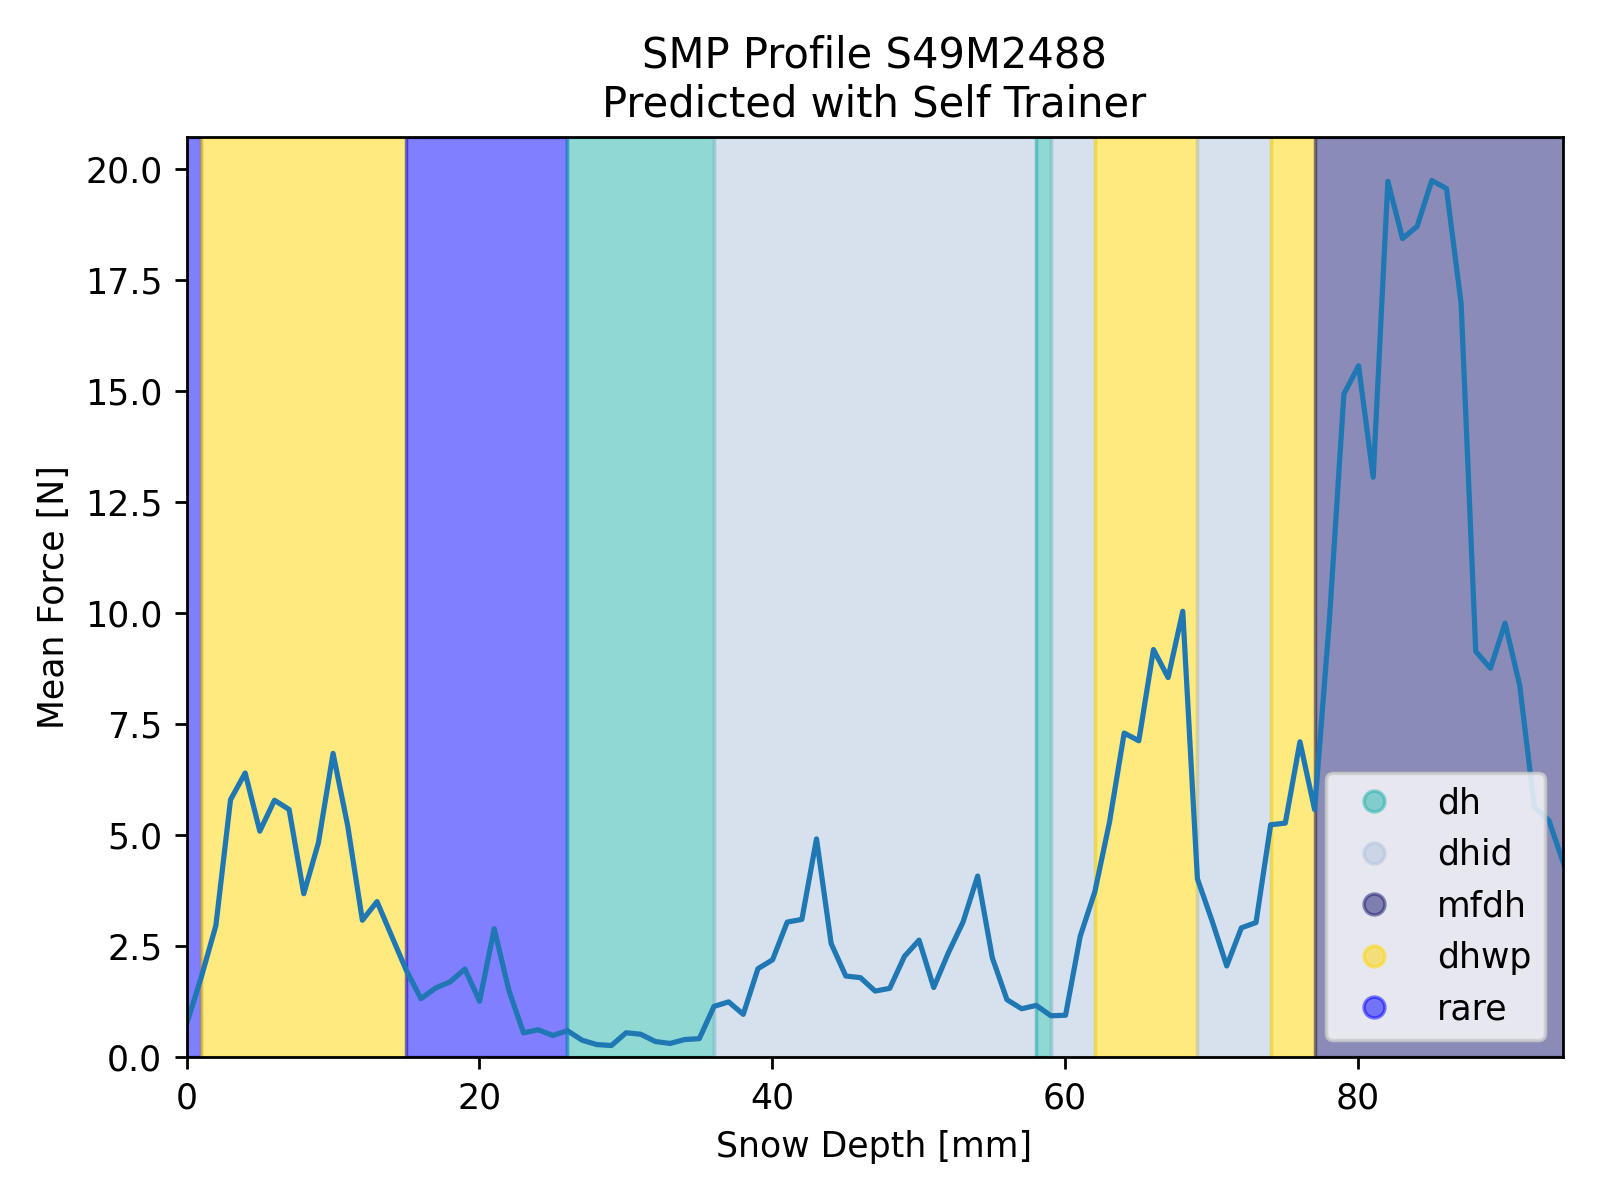 SMP Profile S49M2488
Predicted with Self Trainer
Mean Force [N]
20.0
17.5
15.0
12.5
10.0
7.5
5.0
2.5
0.0
dh
dhid
mfdh
dhwp
rare
0 20 40 60 80
Snow Depth [mm]